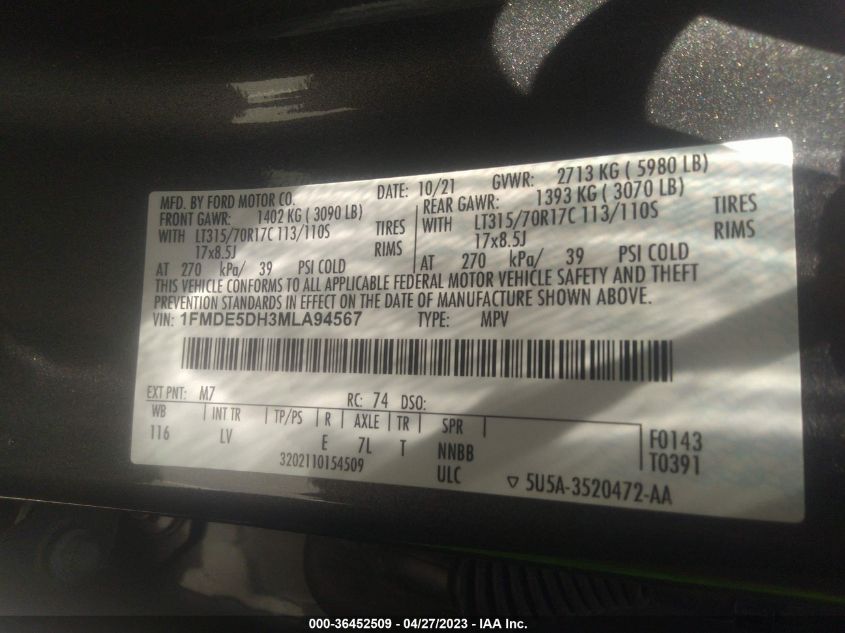 MFD. BY FORD MOTOR CO. DATE: 10/21 GVWR: 2713 KG ( 5980 LB)
FRONT GAWR: 1402 KG ( 3090 LB) REAR GAWR: 1393 KG ( 3070 LB)
WITH LT315/70R17C 113/110S TIRES WITH LT315/70R17C 113/110S TIRES
17x8.5J RIMS 17x8.5J RIMS
AT 270 kPa/ 39 PSI COLD AT 270 kPa/ 39 PSI COLD
THIS VEHICLE CONFORMS TO ALL APPLICABLE FEDERAL MOTOR VEHICLE SAFETY AND THEFT
PREVENTION STANDARDS IN EFFECT ON THE DATE OF MANUFACTURE SHOWN ABOVE.
VIN: 1FMDE5DH3MLA94567 TYPE: MPV
EXT PNT: M7 RC: 74 DSO:
WB INT TR TP/PS R AXLE TR SPR
116 LV E 7L T NNBB F0143
3202110154509 ULC T0391
▽ 5U5A-3520472-AA
000-36452509 - 04/27/2023 - IAA Inc.